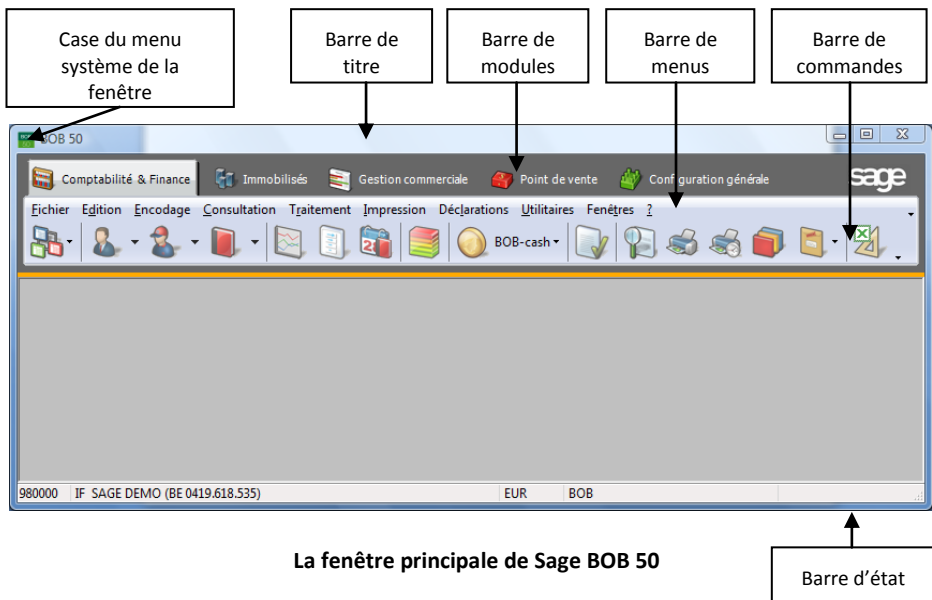 Case du menu
système de la
fenêtre
Barre de
titre
Barre de
modules
Barre de
menus
Barre de
commandes
BOB 50
Comptabilité & Finance Immobilisés Gestion commerciale Point de vente Configuration générale sage
Fichier Edition Encodage Consultation Traitement Impression Déclarations Utilitaires Fenêtres ?
BOB-cash
980000 IF SAGE DEMO (BE 0419.618.535) EUR BOB
La fenêtre principale de Sage BOB 50
Barre d’état